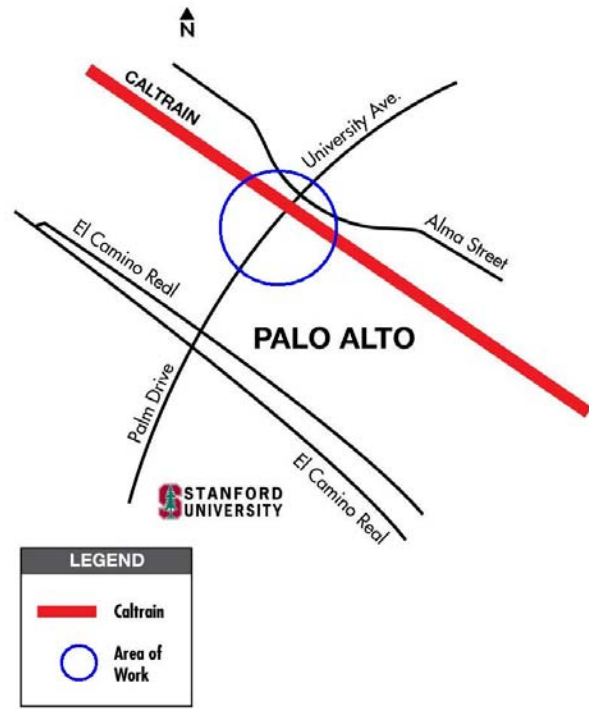 N
CALTRAIN
University Ave.
Alma Street
El Camino Real
PALO ALTO
Palm Drive
El Camino Real
STANFORD
UNIVERSITY
LEGEND
Caltrain
Area of
Work